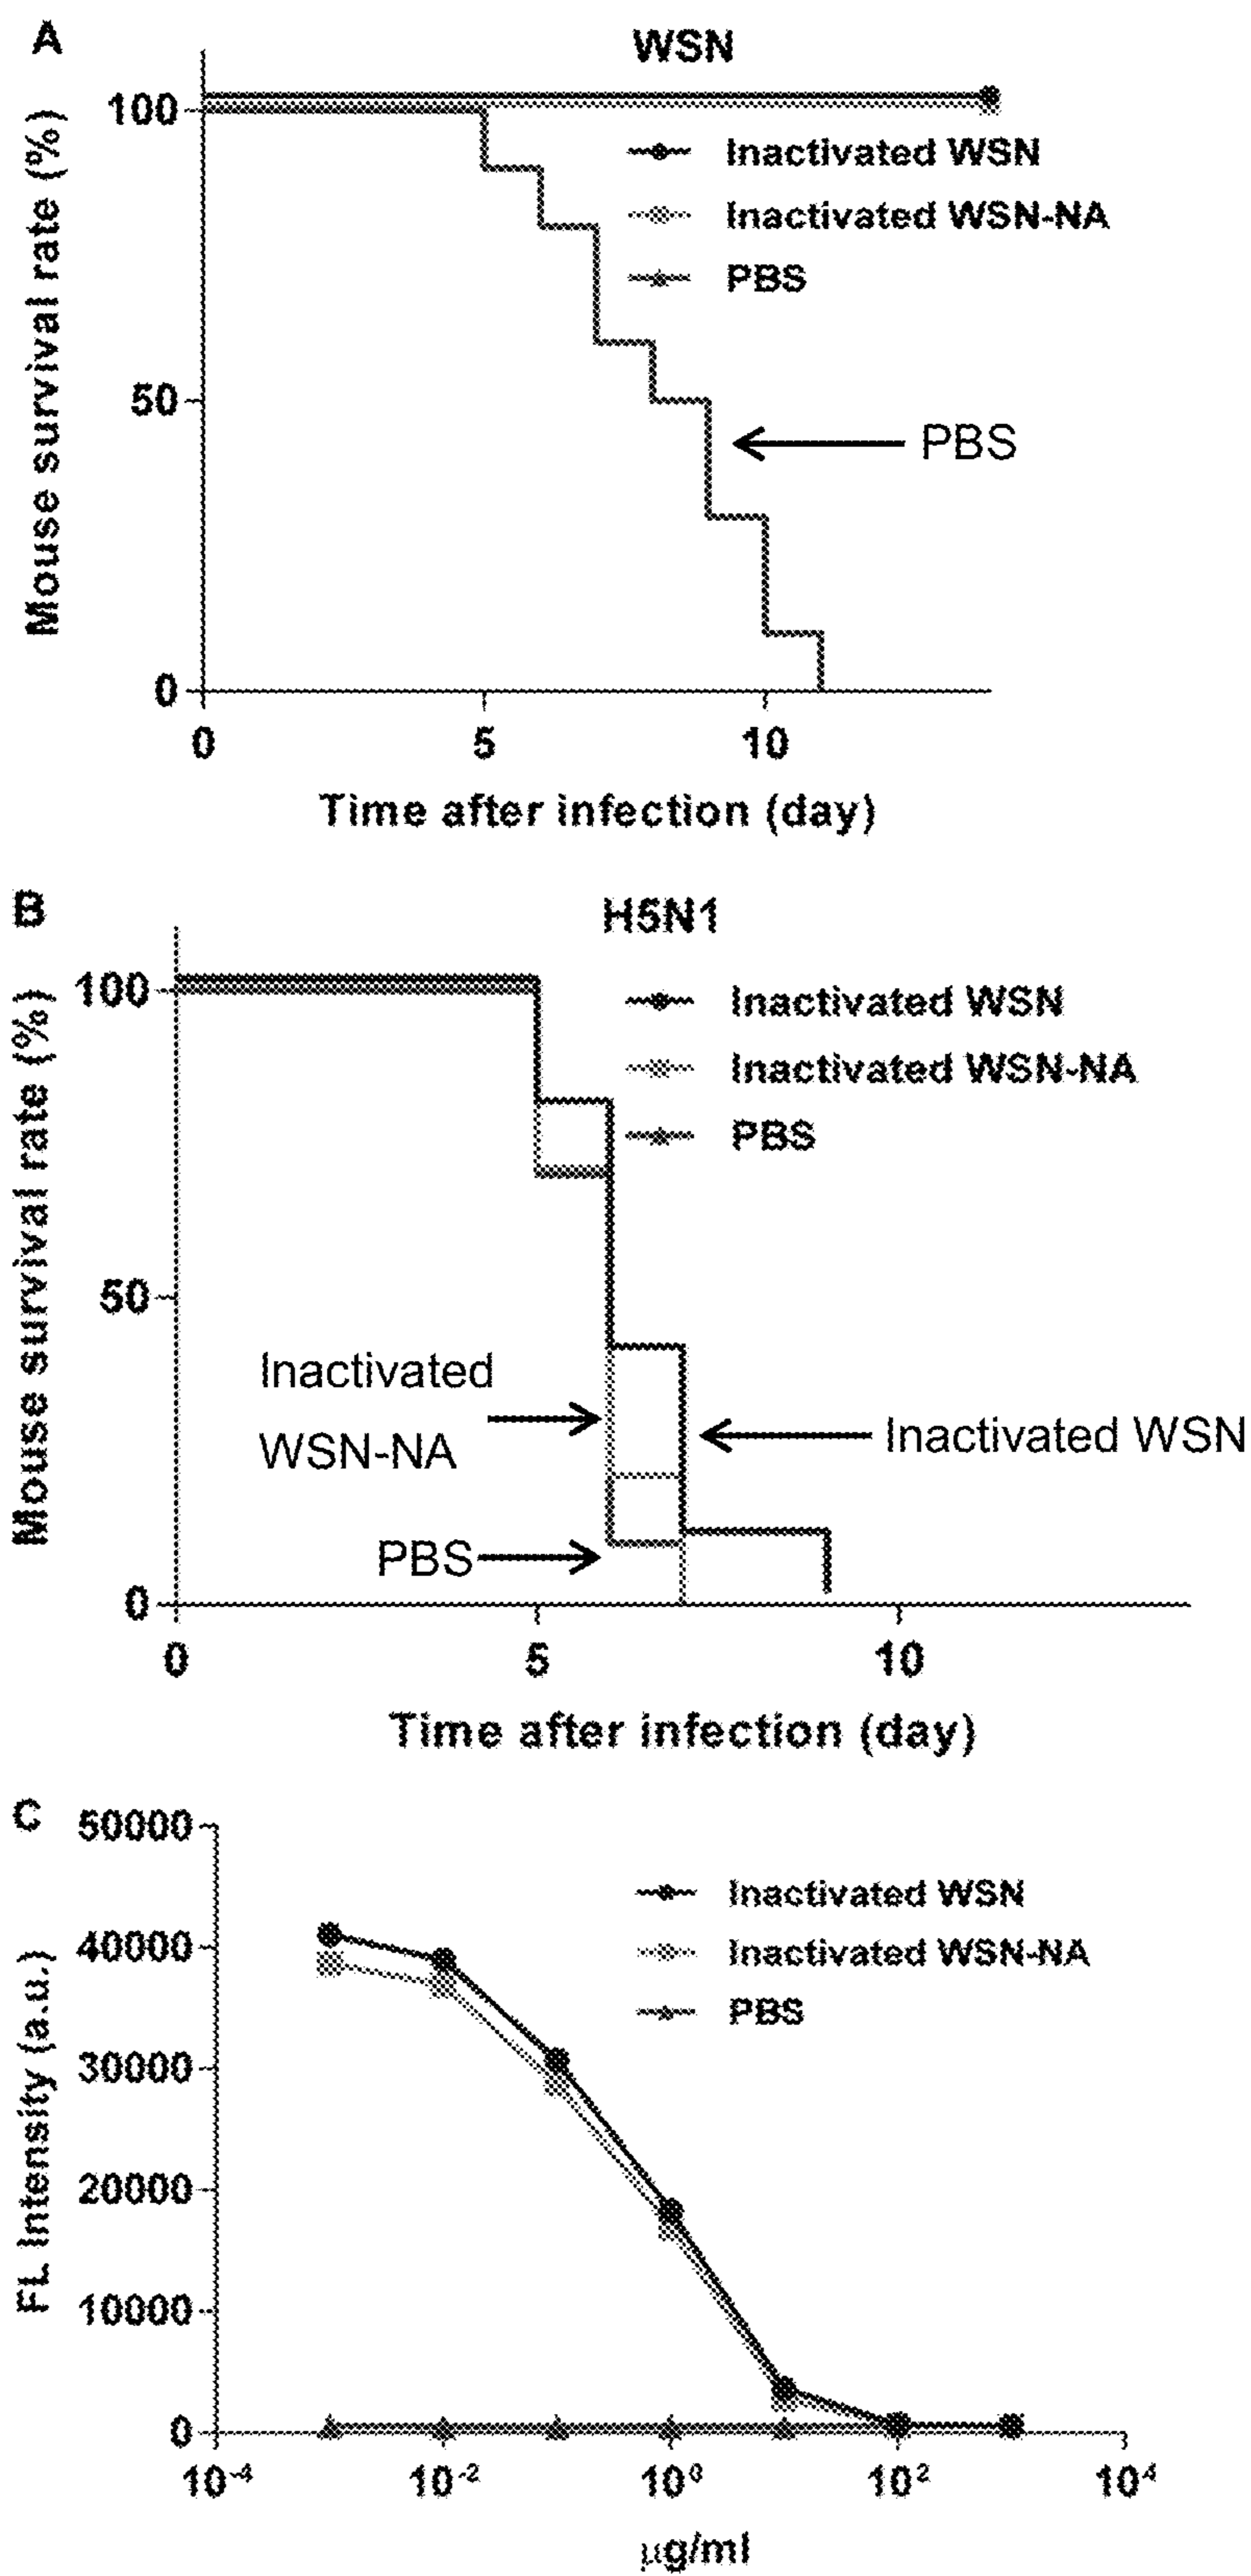 A
WSN
Mouse survival rate (%)
100
50
0
Inactivated WSN
Inactivated WSN-NA
PBS
PBS
0 5 10
Time after infection (day)
B
H5N1
Mouse survival rate (%)
100
50
0
Inactivated WSN
Inactivated WSN-NA
PBS
Inactivated
WSN-NA
Inactivated WSN
PBS
0 5 10
Time after infection (day)
C
FL Intensity (a.u.)
50000
40000
30000
20000
10000
0
Inactivated WSN
Inactivated WSN-NA
PBS
10⁻⁴ 10⁻² 10⁰ 10² 10⁴
µg/ml